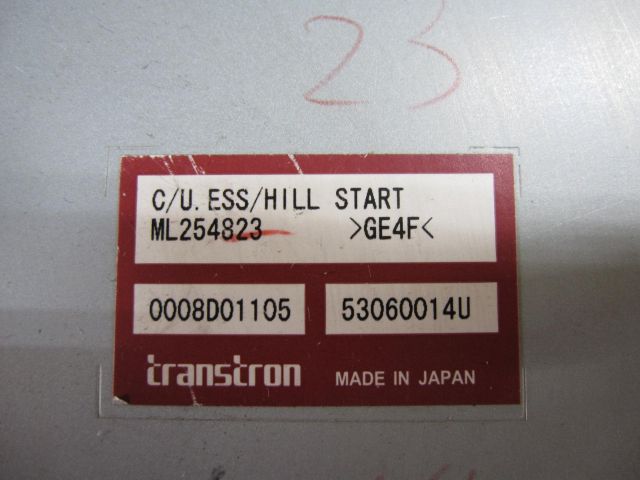 23
C/U. ESS/HILL START
ML254823 >GE4F<
0008D01105 53060014U
transtron MADE IN JAPAN